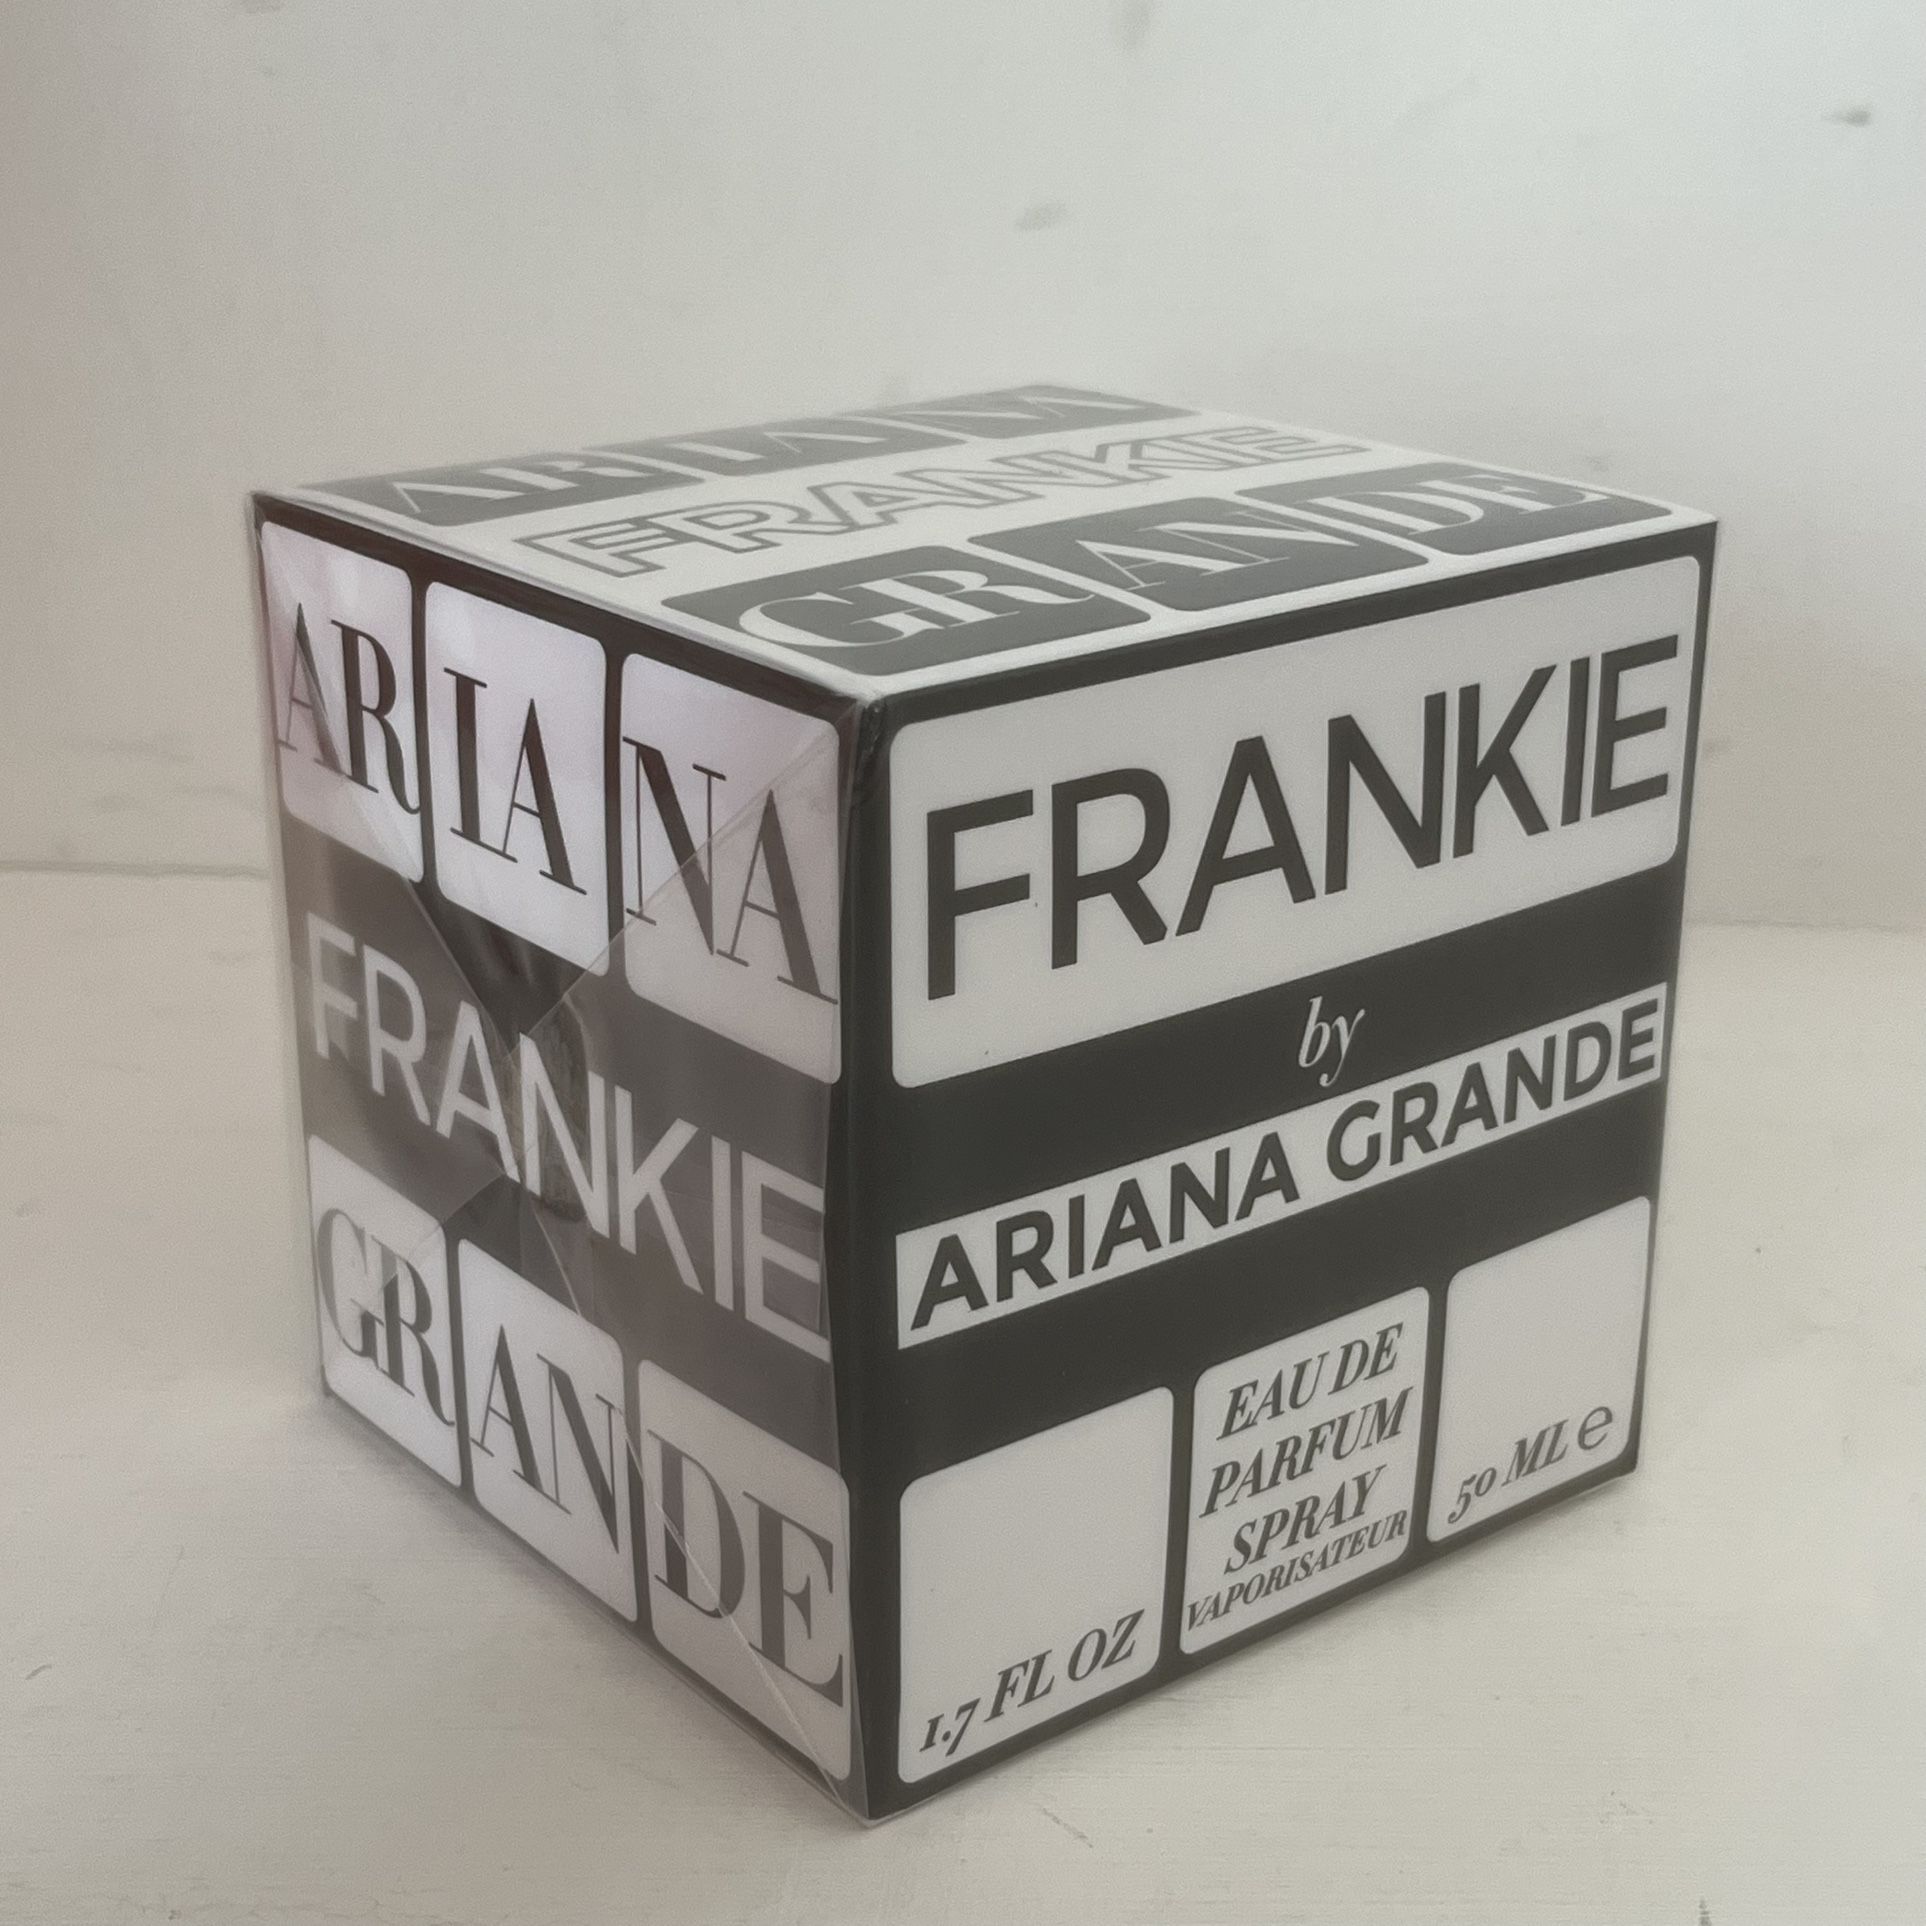 ARIANA
FRANKIE
GRANDE
ARIANA
FRANKIE
GRANDE
FRANKIE
by
ARIANA GRANDE
1.7 FL OZ
EAU DE
PARFUM
SPRAY
VAPORISATEUR
50 ML ℮